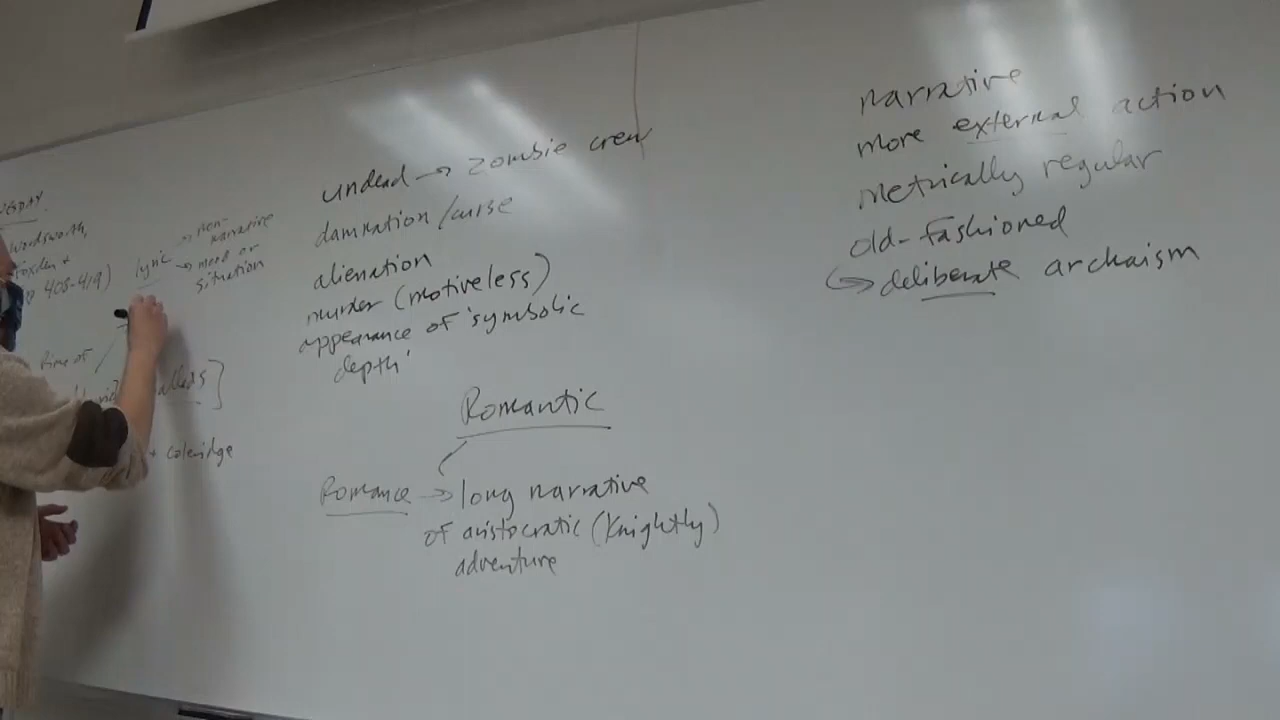 Wordsworth,
408-419)
lyric → non-
narrative
→ mood or
situation
Rime of
Ballads]
+ coleridge
undead → zombie crew
damnation/curse
alienation
murder (motiveless)
appearance of 'symbolic
depth'
Romantic
Romance → long narrative
of aristocratic (knightly)
adventure
narrative
more external action
metrically regular
old-fashioned
↪ deliberate archaism